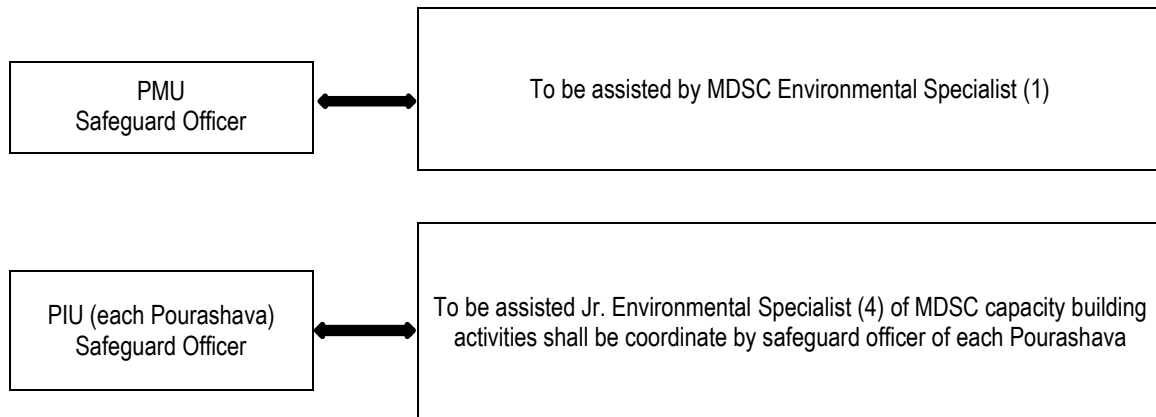 PMU
Safeguard Officer
To be assisted by MDSC Environmental Specialist (1)
PIU (each Pourashava)
Safeguard Officer
To be assisted Jr. Environmental Specialist (4) of MDSC capacity building
activities shall be coordinate by safeguard officer of each Pourashava